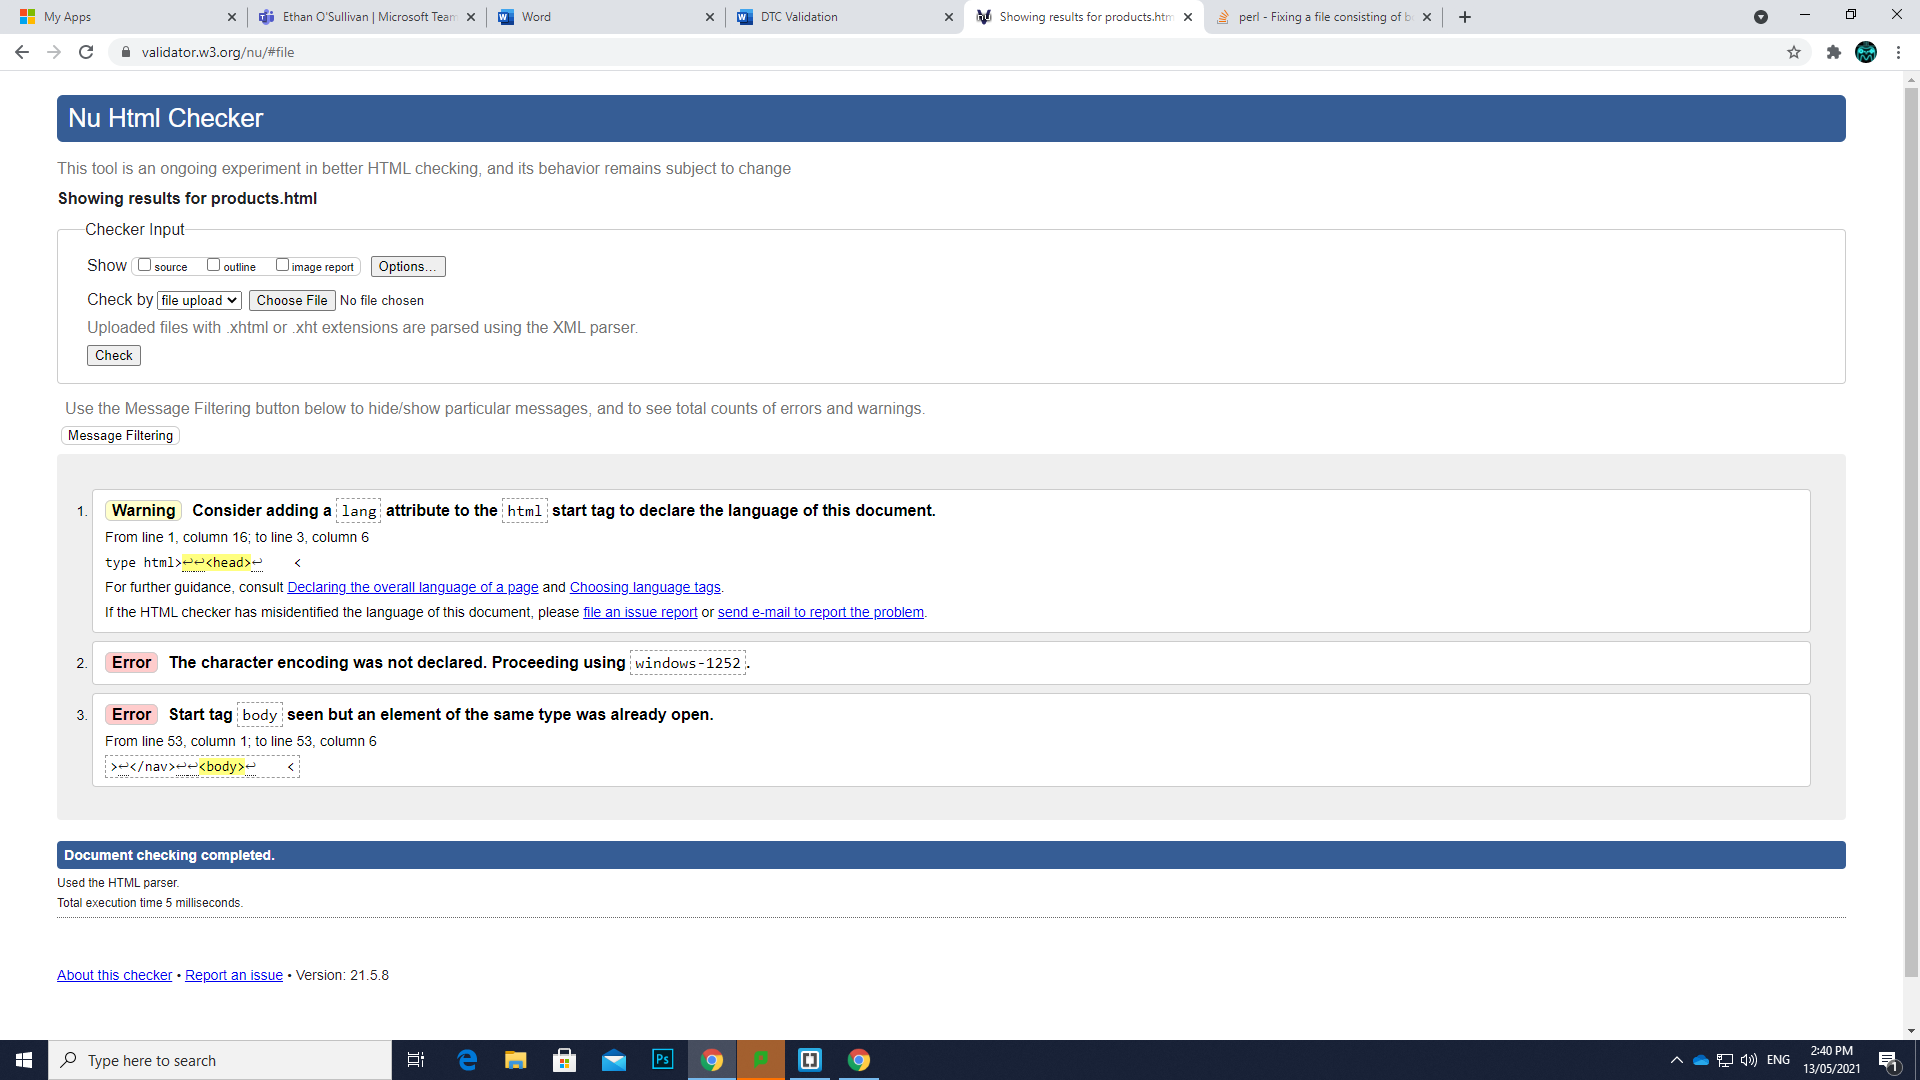 My Apps
Ethan O'Sullivan | Microsoft Team
Word
DTC Validation
Showing results for products.htm
perl - Fixing a file consisting of b
validator.w3.org/nu/#file
Nu Html Checker
This tool is an ongoing experiment in better HTML checking, and its behavior remains subject to change
Showing results for products.html
Checker Input
Show source outline image report Options...
Check by file upload Choose File No file chosen
Uploaded files with .xhtml or .xht extensions are parsed using the XML parser.
Check
Use the Message Filtering button below to hide/show particular messages, and to see total counts of errors and warnings.
Message Filtering
1. Warning Consider adding a lang attribute to the html start tag to declare the language of this document.
From line 1, column 16; to line 3, column 6
type html>↩↩<head>↩    <
For further guidance, consult Declaring the overall language of a page and Choosing language tags.
If the HTML checker has misidentified the language of this document, please file an issue report or send e-mail to report the problem.
2. Error The character encoding was not declared. Proceeding using windows-1252.
3. Error Start tag body seen but an element of the same type was already open.
From line 53, column 1; to line 53, column 6
>↩</nav>↩↩<body>↩    <
Document checking completed.
Used the HTML parser.
Total execution time 5 milliseconds.
About this checker • Report an issue • Version: 21.5.8
Type here to search
Ps
ENG
2:40 PM
13/05/2021
1